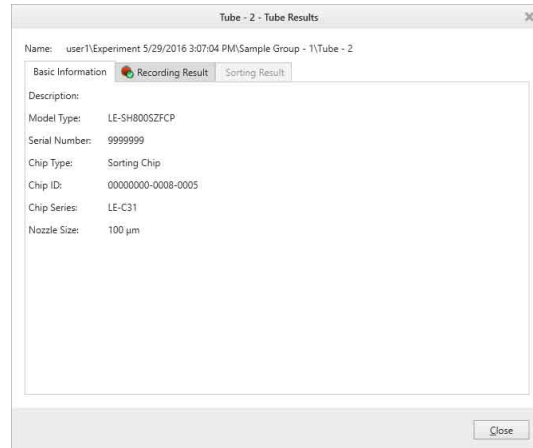 Tube - 2 - Tube Results
Name: user1\Experiment 5/29/2016 3:07:04 PM\Sample Group - 1\Tube - 2
Basic Information Recording Result Sorting Result
Description:
Model Type: LE-SH800SZFCP
Serial Number: 9999999
Chip Type: Sorting Chip
Chip ID: 00000000-0008-0005
Chip Series: LE-C31
Nozzle Size: 100 µm
Close